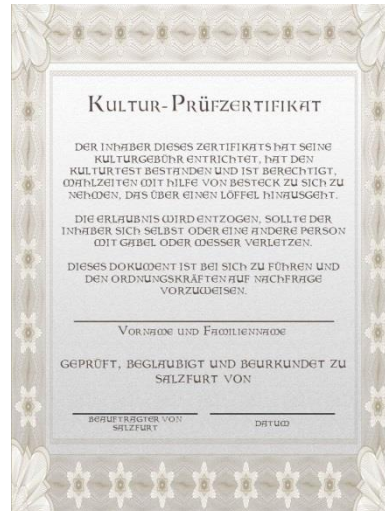 Kultur-Prüfzertifikat
Der Inhaber dieses Zertifikats hat seine
Kulturgebühr entrichtet, hat den
Kulturtest bestanden und ist berechtigt,
Mahlzeiten mit Hilfe von Besteck zu sich zu
nehmen, das über einen Löffel hinausgeht.
Die Erlaubnis wird entzogen, sollte der
Inhaber sich selbst oder eine andere Person
mit Gabel oder Messer verletzen.
Dieses Dokument ist bei sich zu führen und
den Ordnungskräften auf Nachfrage
vorzuweisen.
Vorname und Familienname
geprüft, beglaubigt und beurkundet zu
Salzfurt von
Beauftragter von
Salzfurt
Datum